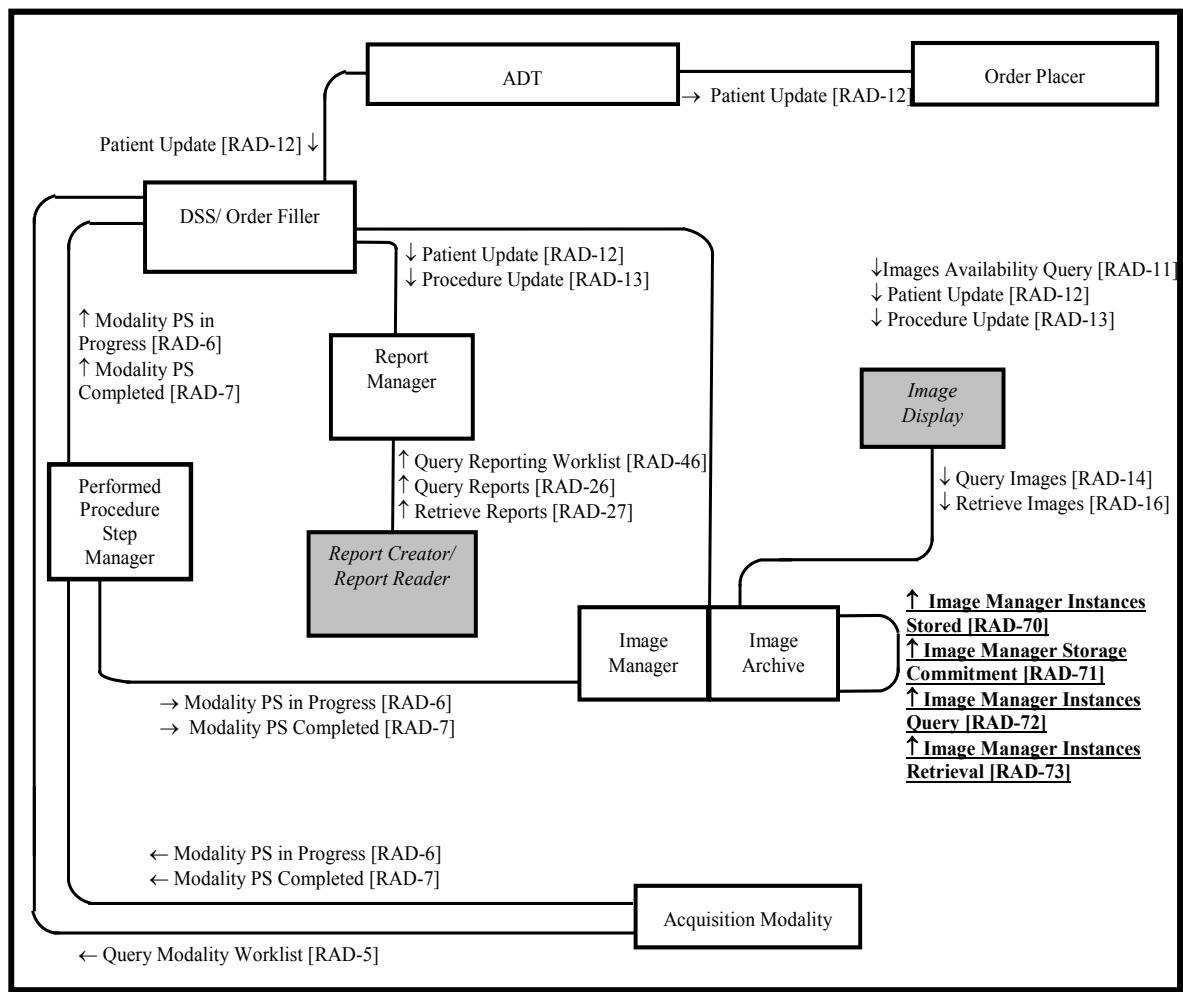 ADT
Order Placer
→ Patient Update [RAD-12]
Patient Update [RAD-12] ↓
DSS/ Order Filler
↓ Patient Update [RAD-12]
↓ Procedure Update [RAD-13]
↓Images Availability Query [RAD-11]
↓ Patient Update [RAD-12]
↓ Procedure Update [RAD-13]
↑ Modality PS in
Progress [RAD-6]
↑ Modality PS
Completed [RAD-7]
Report
Manager
Image
Display
↑ Query Reporting Worklist [RAD-46]
↑ Query Reports [RAD-26]
↑ Retrieve Reports [RAD-27]
↓ Query Images [RAD-14]
↓ Retrieve Images [RAD-16]
Performed
Procedure
Step
Manager
Report Creator/
Report Reader
Image
Manager
Image
Archive
↑ Image Manager Instances
Stored [RAD-70]
↑ Image Manager Storage
Commitment [RAD-71]
↑ Image Manager Instances
Query [RAD-72]
↑ Image Manager Instances
Retrieval [RAD-73]
→ Modality PS in Progress [RAD-6]
→ Modality PS Completed [RAD-7]
← Modality PS in Progress [RAD-6]
← Modality PS Completed [RAD-7]
Acquisition Modality
← Query Modality Worklist [RAD-5]